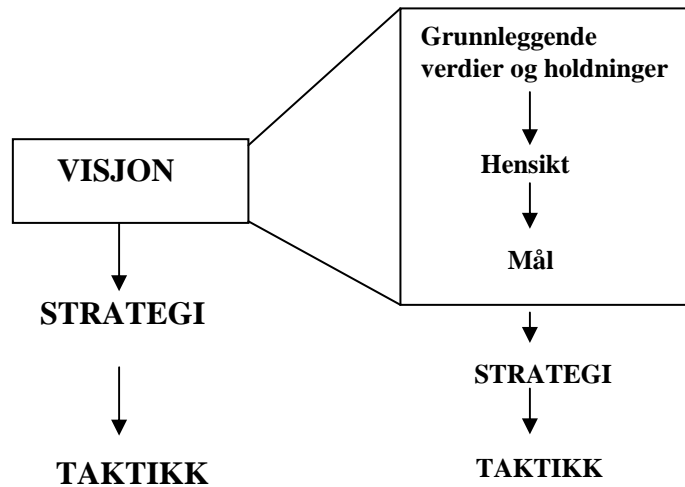 VISJON
STRATEGI
TAKTIKK
Grunnleggende
verdier og holdninger
Hensikt
Mål
STRATEGI
TAKTIKK